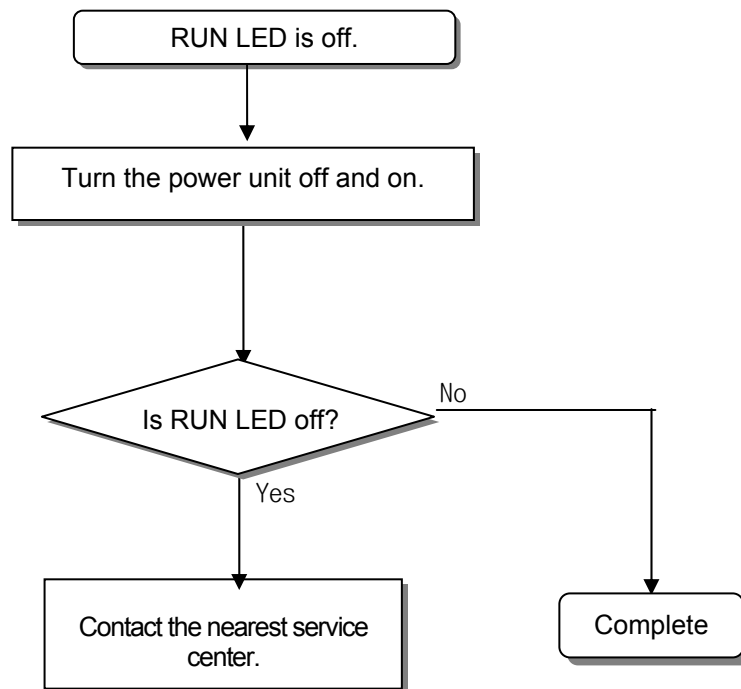 RUN LED is off.
Turn the power unit off and on.
Is RUN LED off?
No
Yes
Contact the nearest service
center.
Complete